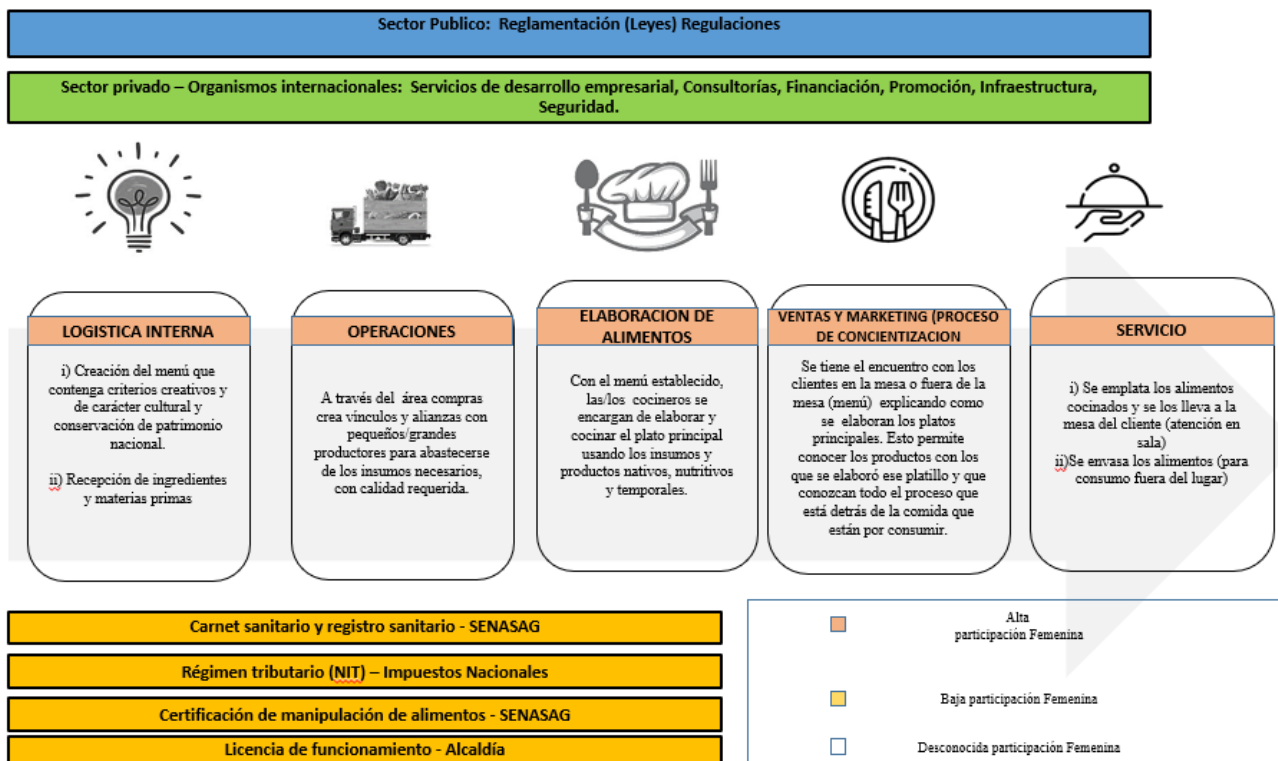 Sector Publico: Reglamentación (Leyes) Regulaciones
Sector privado – Organismos internacionales: Servicios de desarrollo empresarial, Consultorías, Financiación, Promoción, Infraestructura,
Seguridad.
LOGISTICA INTERNA
i) Creación del menú que
contenga criterios creativos y
de carácter cultural y
conservación de patrimonio
nacional.
ii) Recepción de ingredientes
y materias primas
OPERACIONES
A través del área compras
crea vínculos y alianzas con
pequeños/grandes
productores para abastecerse
de los insumos necesarios,
con calidad requerida.
ELABORACION DE
ALIMENTOS
Con el menú establecido,
las/los cocineros se
encargan de elaborar y
cocinar el plato principal
usando los insumos y
productos nativos, nutritivos
y temporales.
VENTAS Y MARKETING (PROCESO
DE CONCIENTIZACION
Se tiene el encuentro con los
clientes en la mesa o fuera de la
mesa (menú) explicando como
se elaboran los platos
principales. Esto permite
conocer los productos con los
que se elaboró ese platillo y que
conozcan todo el proceso que
está detrás de la comida que
están por consumir.
SERVICIO
i) Se emplata los alimentos
cocinados y se los lleva a la
mesa del cliente (atención en
sala)
ii)Se envasa los alimentos (para
consumo fuera del lugar)
Carnet sanitario y registro sanitario - SENASAG
Régimen tributario (NIT) – Impuestos Nacionales
Certificación de manipulación de alimentos - SENASAG
Licencia de funcionamiento - Alcaldía
Alta
participación Femenina
Baja participación Femenina
Desconocida participación Femenina